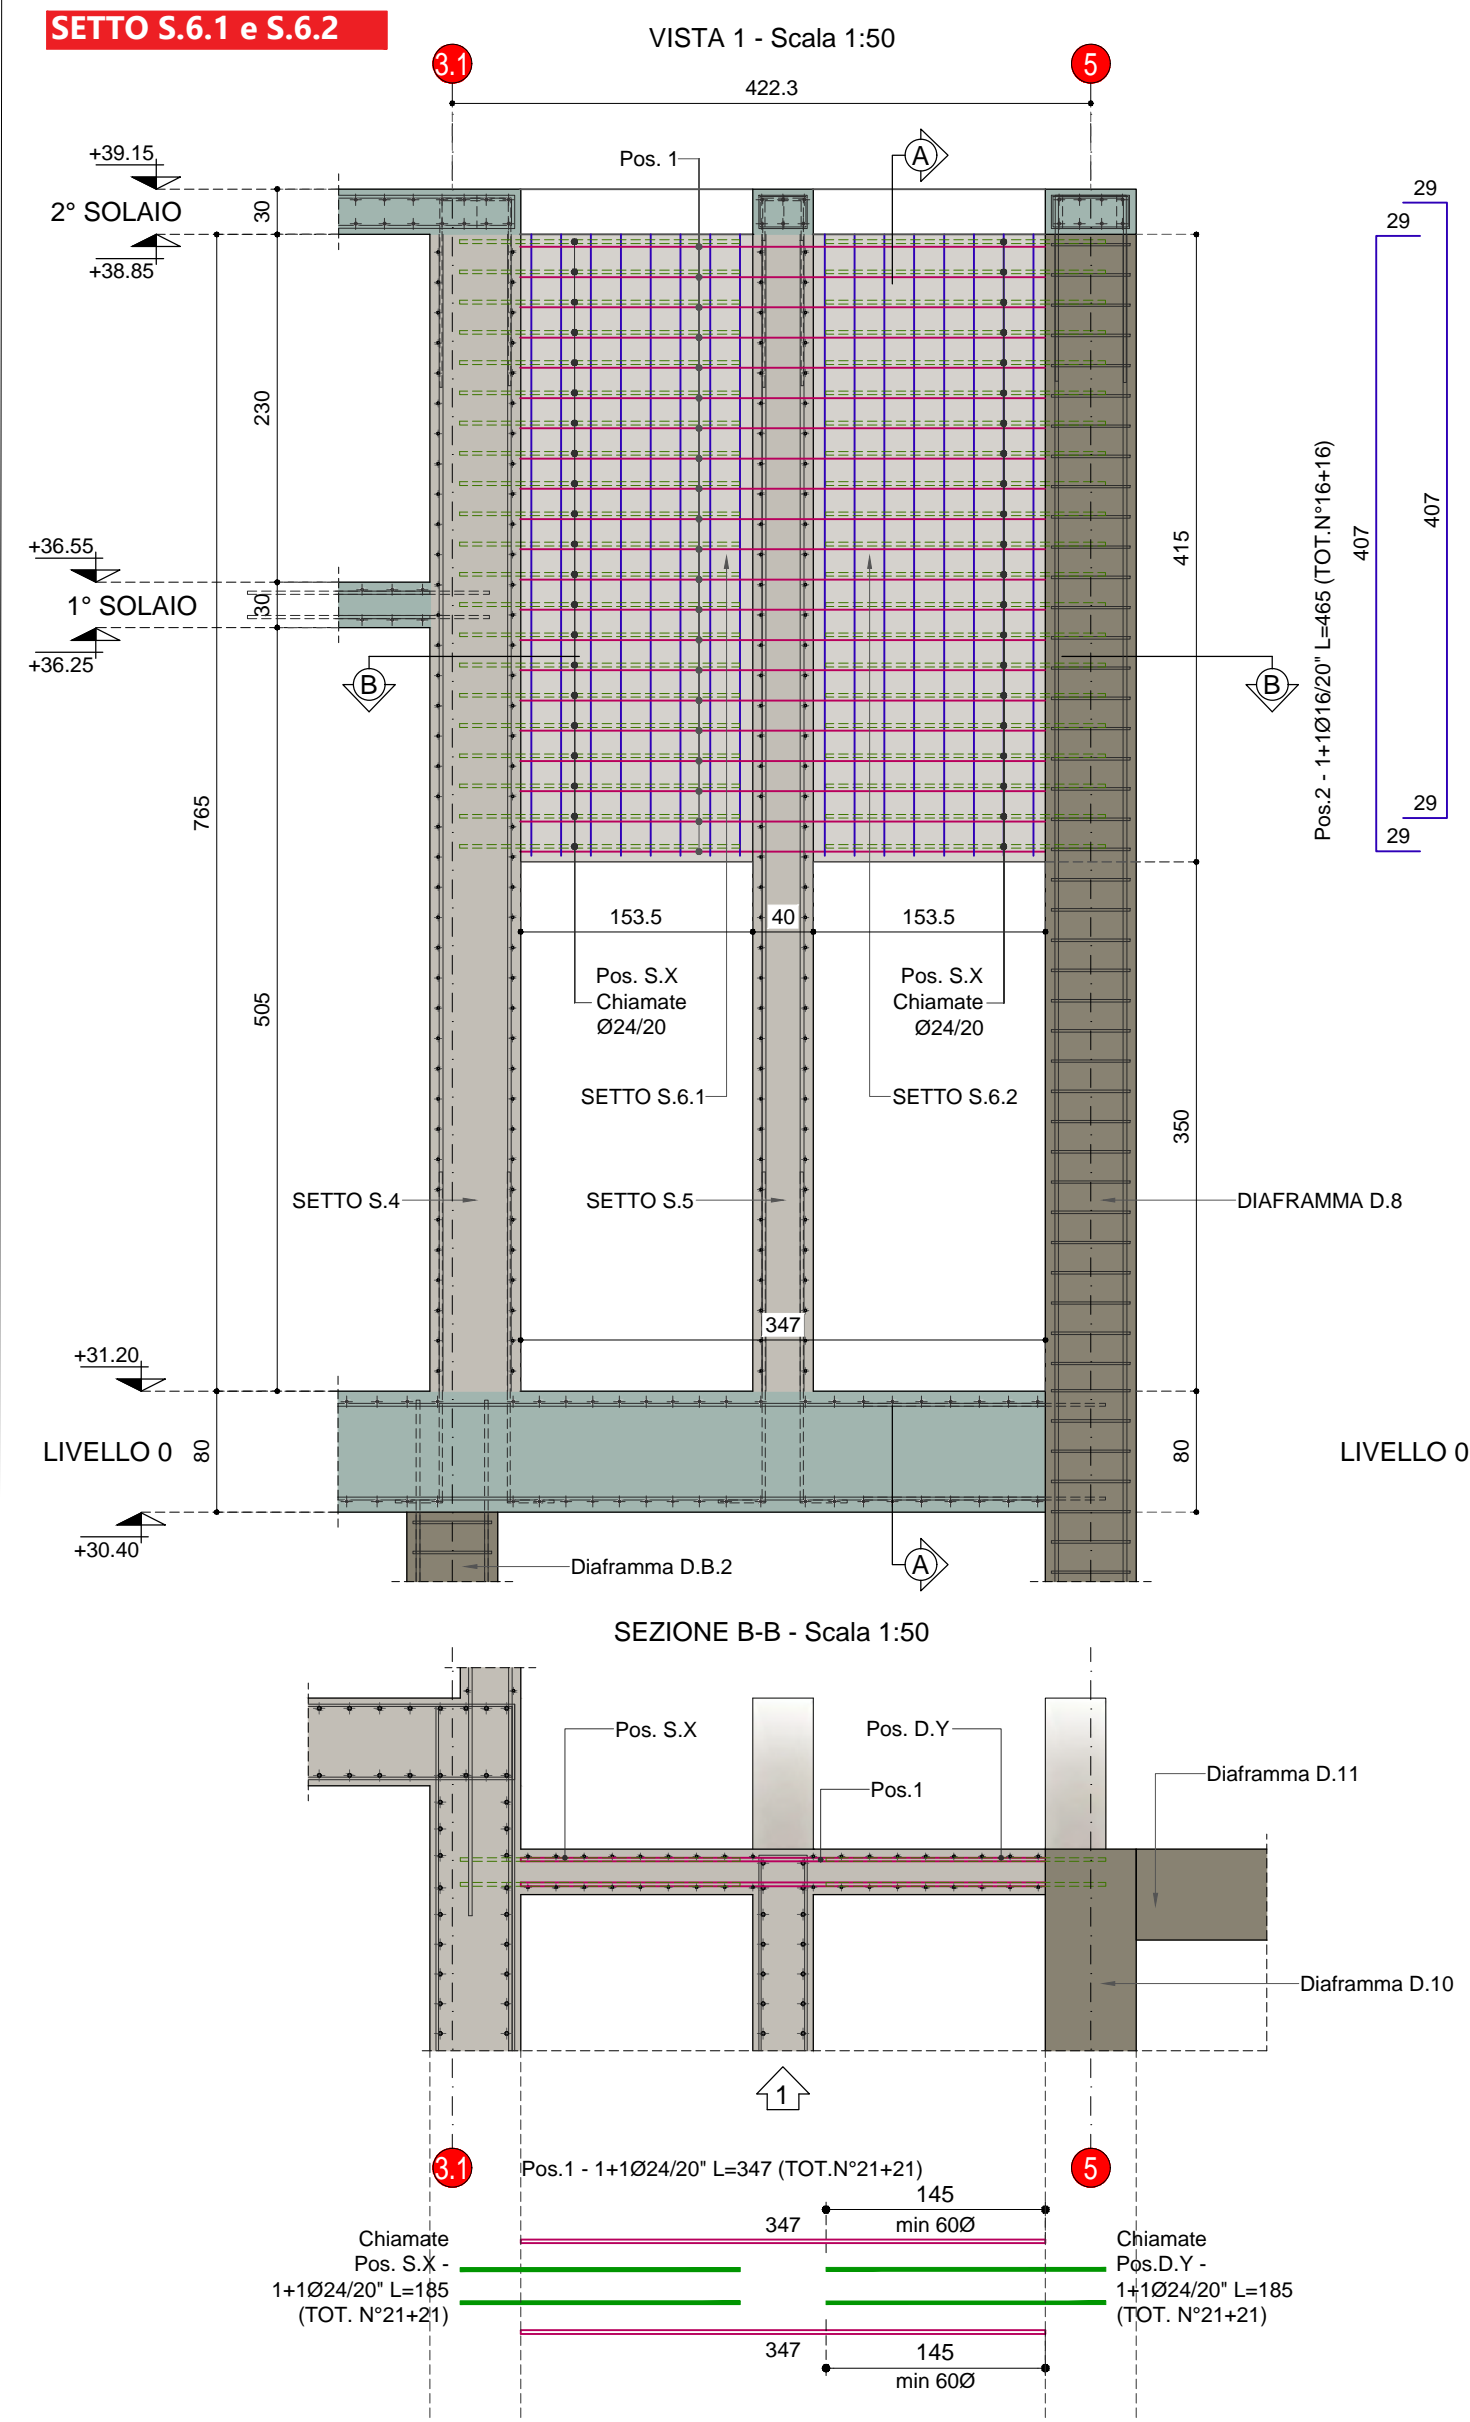 SETTO S.6.1 e S.6.2
VISTA 1 - Scala 1:50
3.1
5
422.3
Pos. 1
A
+39.15
2° SOLAIO
30
+38.85
29
29
230
415
Pos.2 - 1+1Ø16/20" L=465 (TOT.N°16+16)
407
407
+36.55
1° SOLAIO
30
+36.25
B
B
765
29
29
153.5
40
153.5
505
Pos. S.X
Chiamate
Ø24/20
Pos. S.X
Chiamate
Ø24/20
SETTO S.6.1
SETTO S.6.2
350
SETTO S.4
SETTO S.5
DIAFRAMMA D.8
347
+31.20
LIVELLO 0
80
80
LIVELLO 0
+30.40
Diaframma D.B.2
A
SEZIONE B-B - Scala 1:50
Pos. S.X
Pos. D.Y
Pos.1
Diaframma D.11
Diaframma D.10
1
3.1
Pos.1 - 1+1Ø24/20" L=347 (TOT.N°21+21)
5
145
347
min 60Ø
Chiamate
Pos. S.X -
1+1Ø24/20" L=185
(TOT. N°21+21)
Chiamate
Pos.D.Y -
1+1Ø24/20" L=185
(TOT. N°21+21)
347
145
min 60Ø